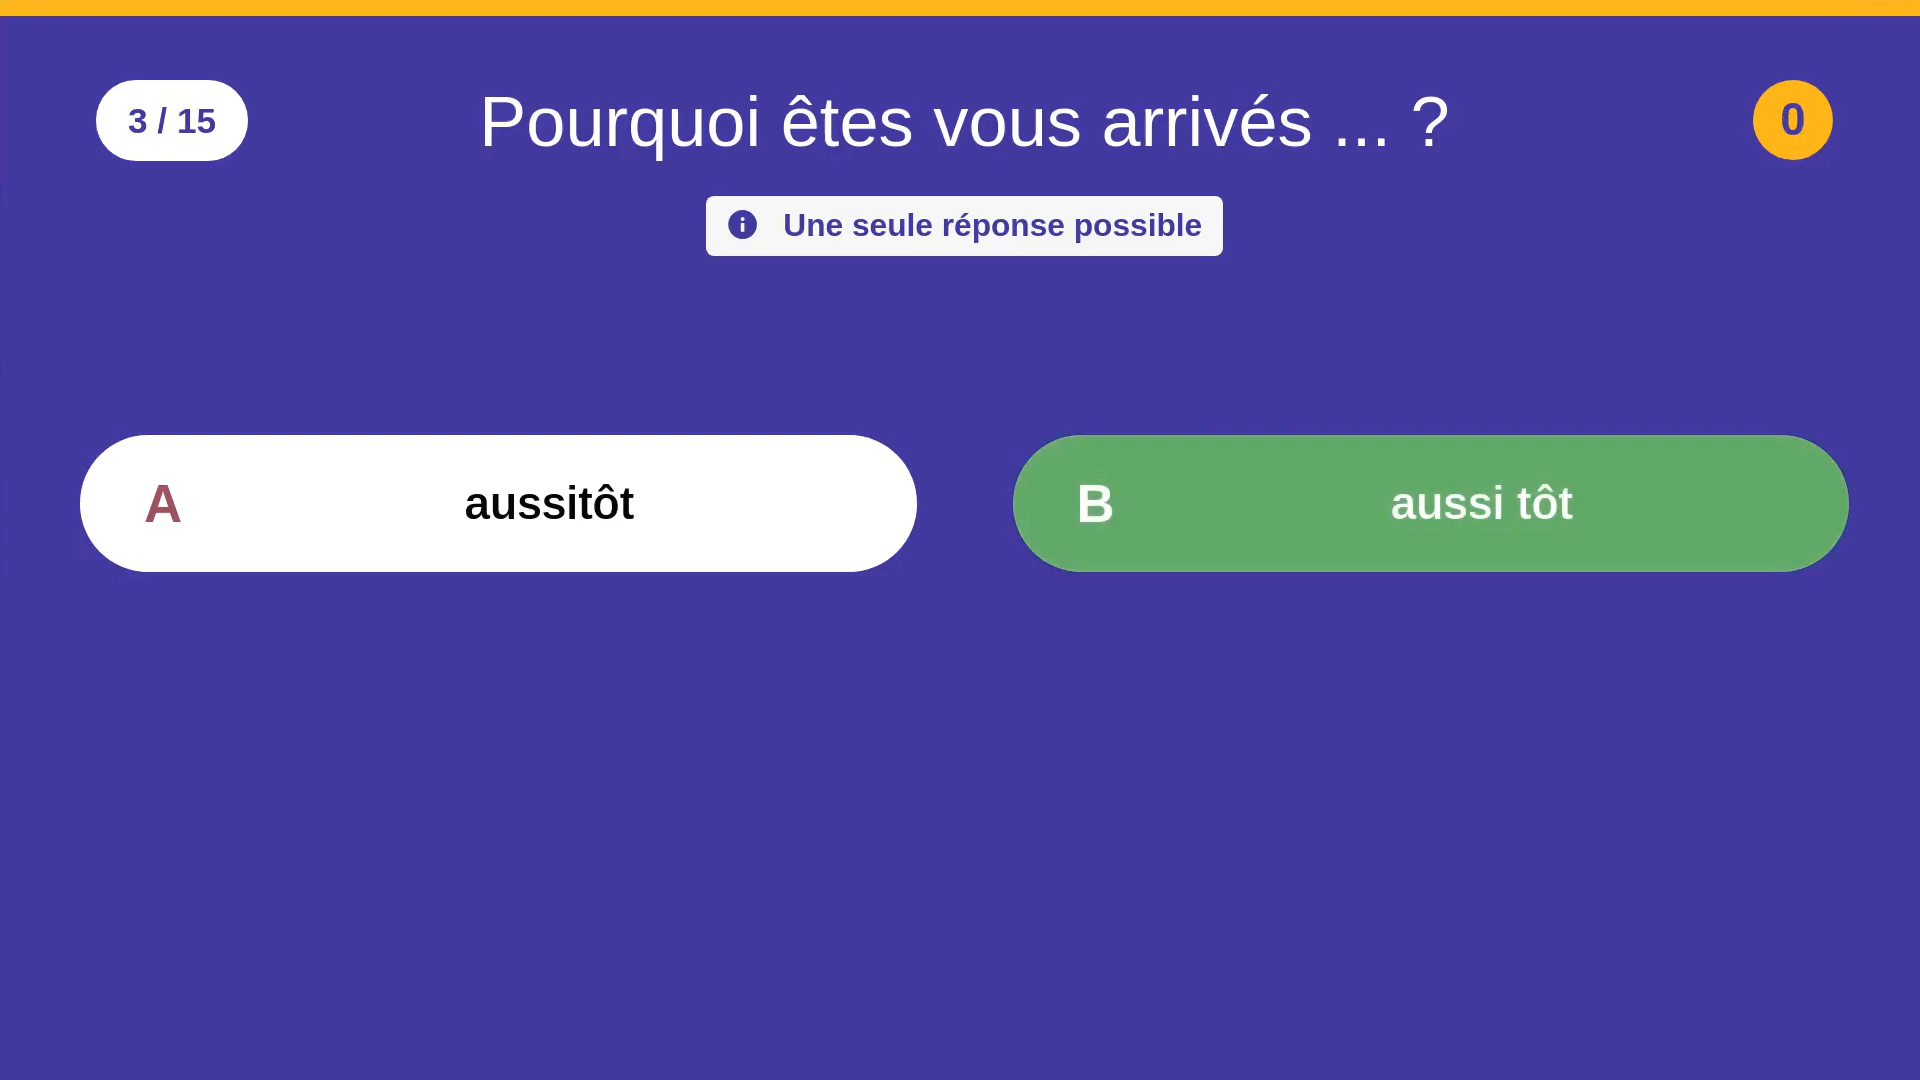 3 / 15
Pourquoi êtes vous arrivés ... ?
0
Une seule réponse possible
A aussitôt
B aussi tôt